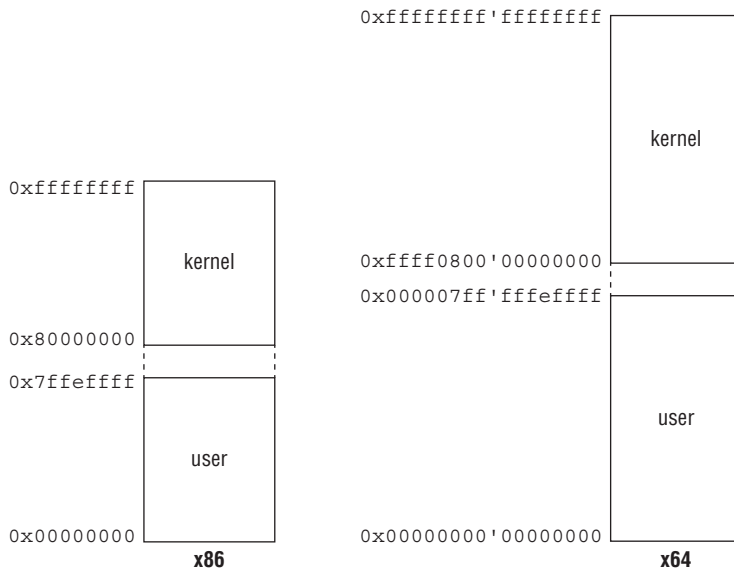 0xffffffff'ffffffff
kernel
0xffffffff
kernel
0xffff0800'00000000
0x000007ff'fffeffff
0x80000000
0x7ffeffff
user
user
0x00000000
0x00000000'00000000
x86
x64